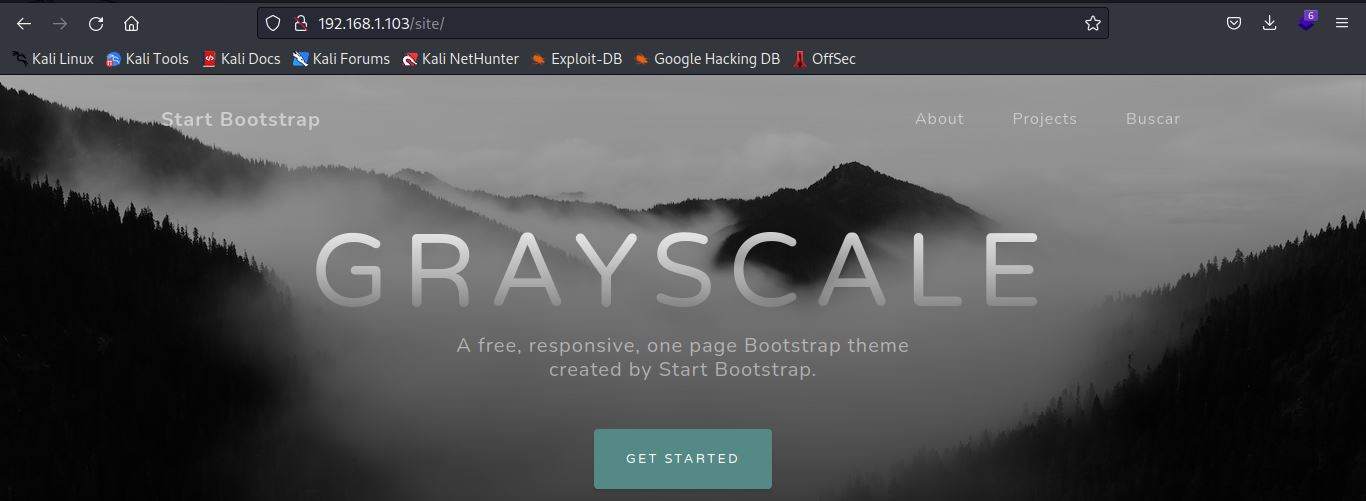 192.168.1.103/site/
6
Kali Linux Kali Tools Kali Docs Kali Forums Kali NetHunter Exploit-DB Google Hacking DB OffSec
Start Bootstrap About Projects Buscar
GRAYSCALE
A free, responsive, one page Bootstrap theme
created by Start Bootstrap.
GET STARTED